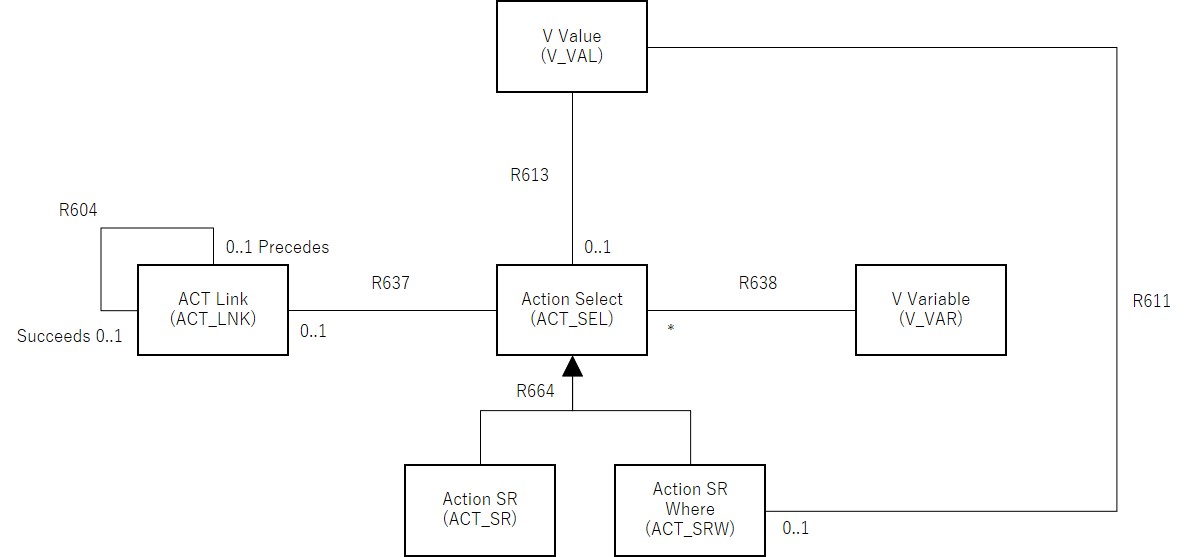 V Value
(V_VAL)
R613
R604
0..1 Precedes
0..1
ACT Link
(ACT_LNK)
R637
Action Select
(ACT_SEL)
R638
V Variable
(V_VAR)
R611
Succeeds 0..1
0..1
*
R664
Action SR
(ACT_SR)
Action SR
Where
(ACT_SRW)
0..1